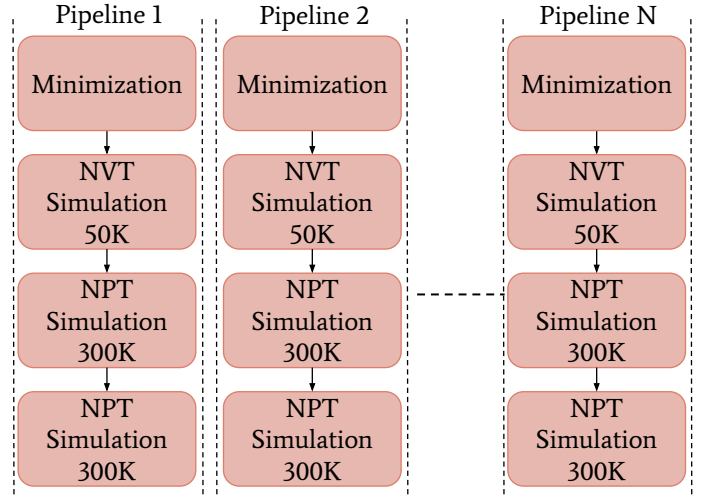 Pipeline 1
Minimization
NVT
Simulation
50K
NPT
Simulation
300K
NPT
Simulation
300K
Pipeline 2
Minimization
NVT
Simulation
50K
NPT
Simulation
300K
NPT
Simulation
300K
Pipeline N
Minimization
NVT
Simulation
50K
NPT
Simulation
300K
NPT
Simulation
300K